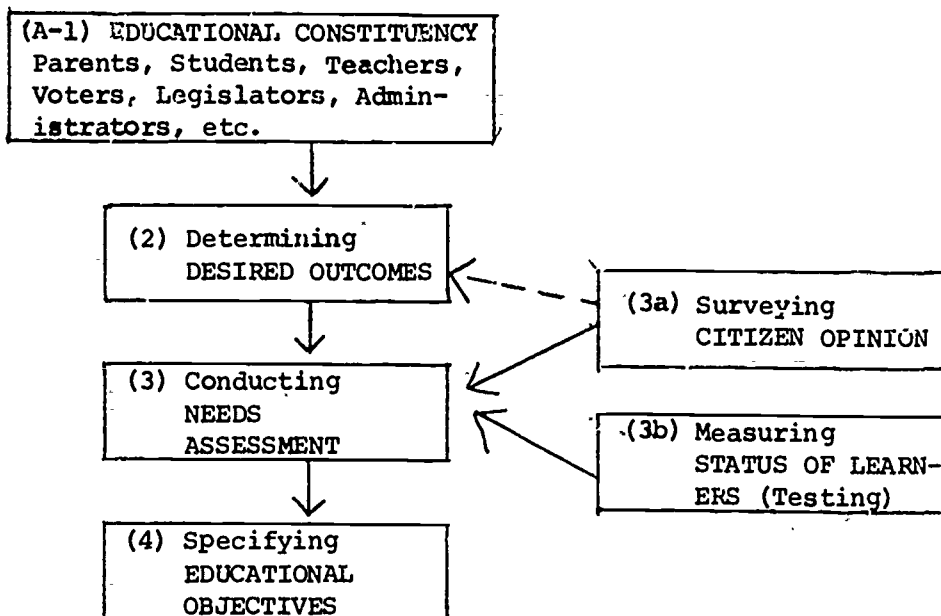 (A-1) EDUCATIONAL CONSTITUENCY
Parents, Students, Teachers,
Voters, Legislators, Admin-
istrators, etc.
(2) Determining
DESIRED OUTCOMES
(3a) Surveying
CITIZEN OPINION
(3) Conducting
NEEDS
ASSESSMENT
(3b) Measuring
STATUS OF LEARN-
ERS (Testing)
(4) Specifying
EDUCATIONAL
OBJECTIVES